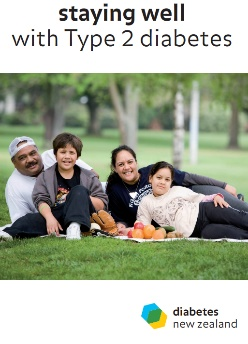 staying well
with Type 2 diabetes
diabetes
new zealand